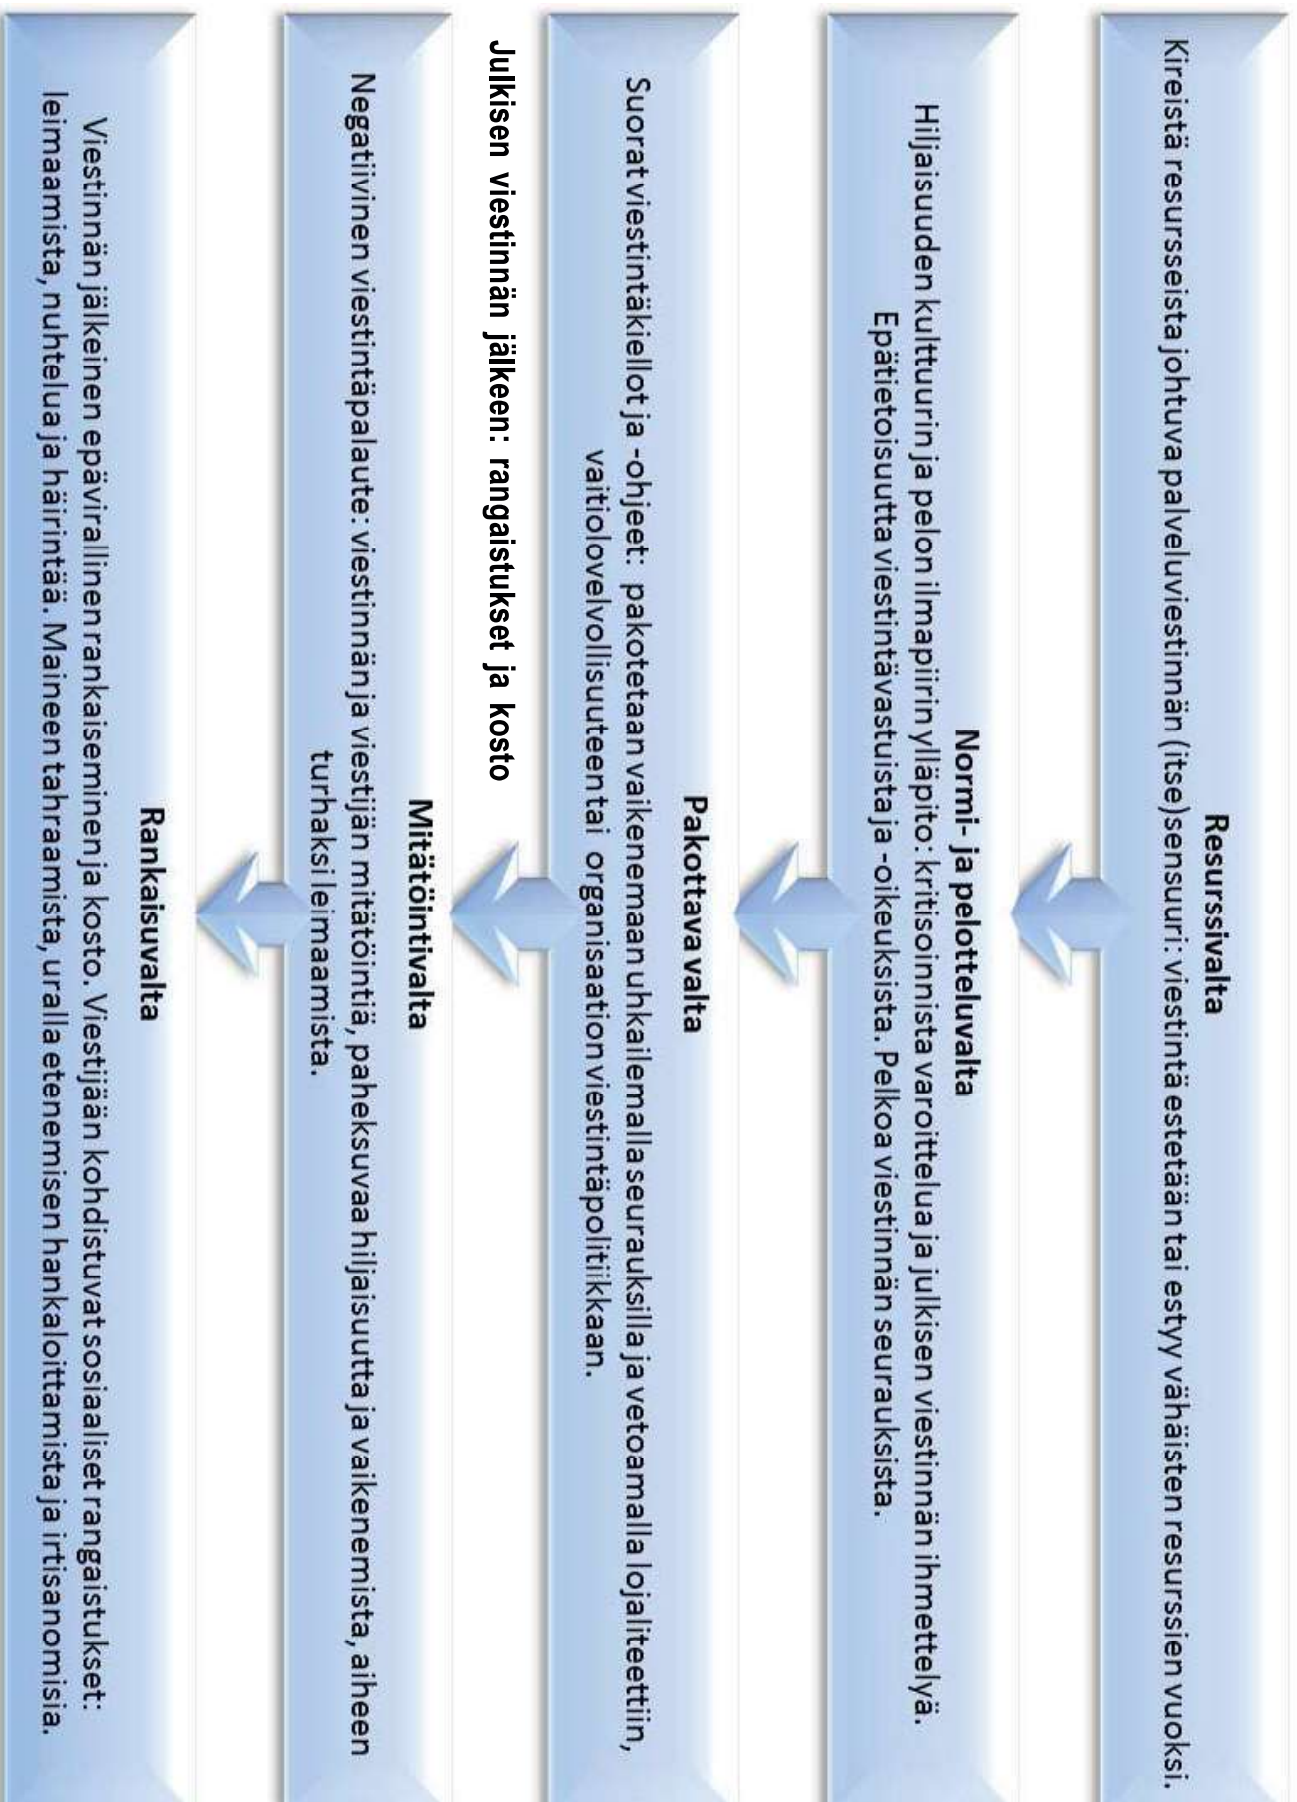 Resurssivalta
Kireistä resursseista johtuva palveluviestinnän (itse)sensuuri: viestintä estetään tai estyy vähäisten resurssien vuoksi.
Normi- ja pelotteluvalta
Hiljaisuuden kulttuurin ja pelon ilmapiirin ylläpito: kritisoinnista varoittelua ja julkisen viestinnän ihmettelyä.
Epätietoisuutta viestintävastuista ja -oikeuksista. Pelkoa viestinnän seurauksista.
Pakottava valta
Suorat viestintäkiellot ja -ohjeet: pakotetaan vaikenemaan uhkailemalla seurauksilla ja vetoamalla lojaliteettiin,
vaitiolovelvollisuuteen tai organisaation viestintäpolitiikkaan.
Julkisen viestinnän jälkeen: rangaistukset ja kosto
Mitätöintivalta
Negatiivinen viestintäpalaute: viestinnän ja viestijän mitätöintiä, paheksuvaa hiljaisuutta ja vaikenemista, aiheen
turhaksi leimaamista.
Rankaisuvalta
Viestinnän jälkeinen epävirallinen rankaiseminen ja kosto. Viestijään kohdistuvat sosiaaliset rangaistukset:
leimaamista, nuhtelua ja häirintää. Maineen tahraamista, uralla etenemisen hankaloittamista ja irtisanomisia.